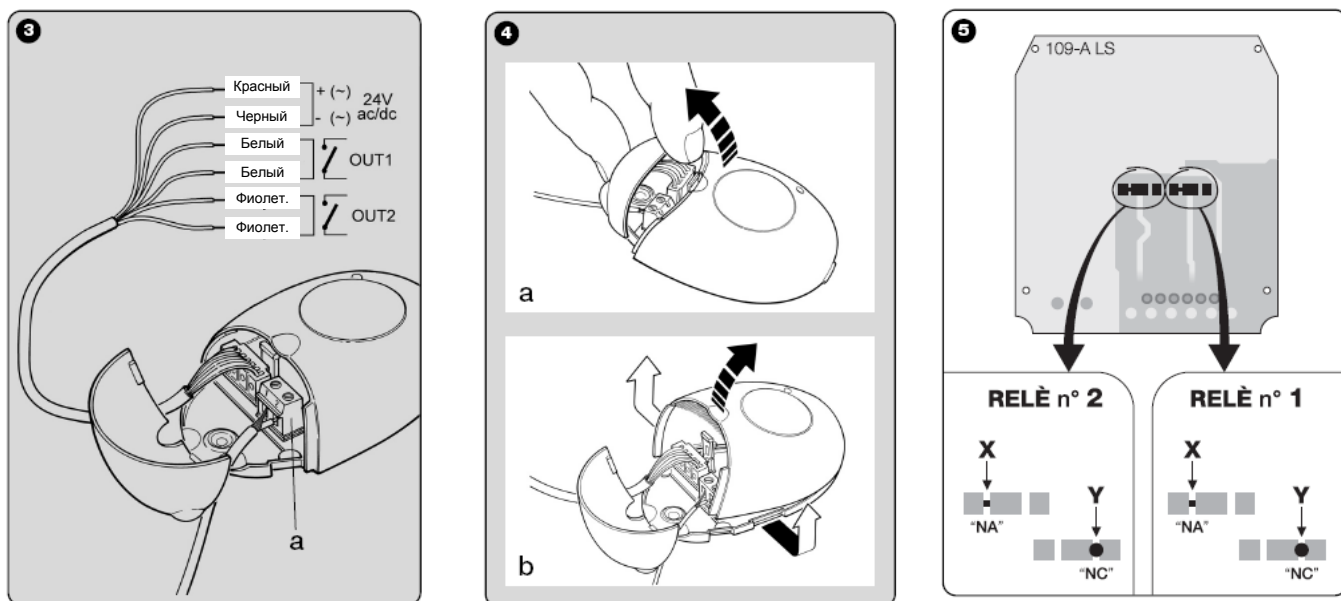 3
Красный
+ (~)
Черный
- (~)
24V
ac/dc
Белый
Белый
OUT1
Фиолет.
Фиолет.
OUT2
a
4
a
b
5
109-A LS
RELÈ n° 2
X
Y
"NA"
"NC"
RELÈ n° 1
X
Y
"NA"
"NC"